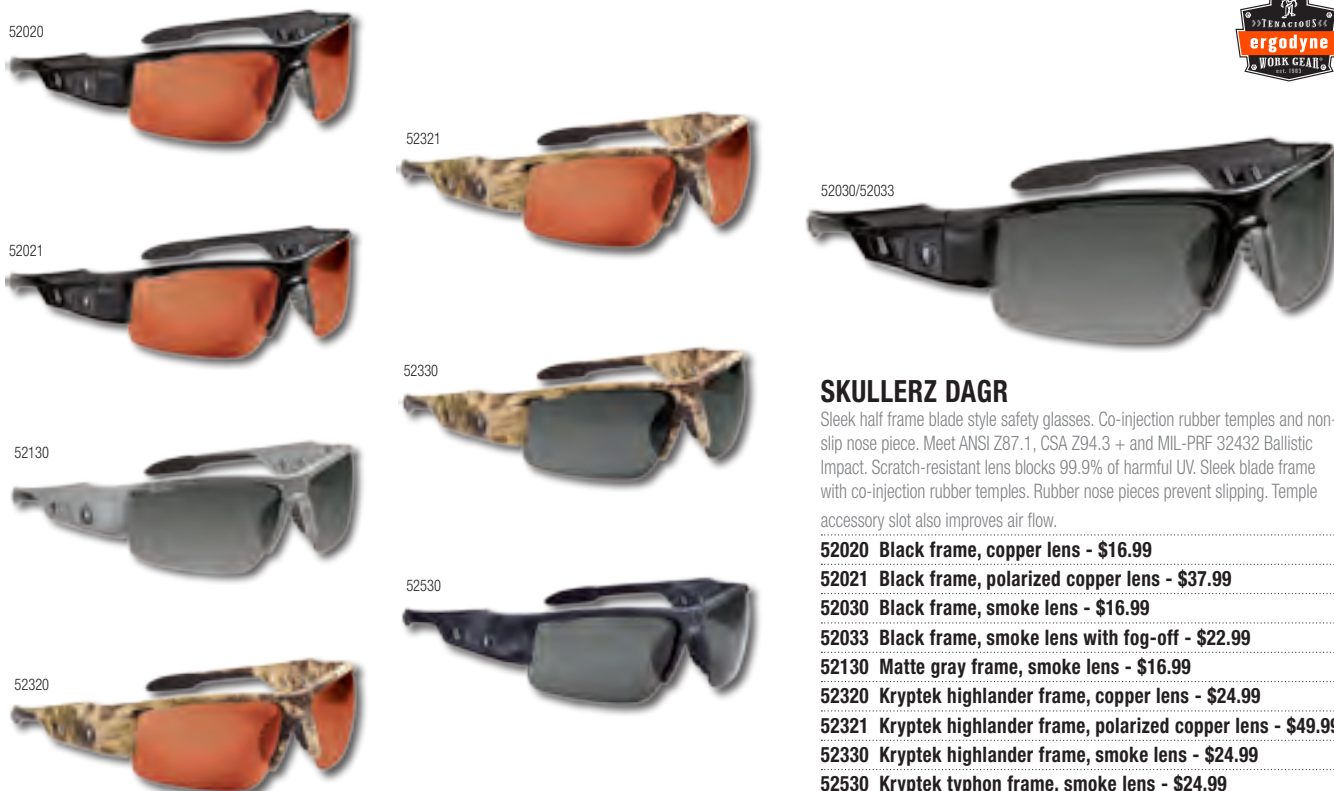 52020
52321
>>TENACIOUS<<
ergodyne
WORK GEAR
est. 1983
52030/52033
52021
52330
52130
52530
52320
SKULLERZ DAGR
Sleek half frame blade style safety glasses. Co-injection rubber temples and non-
slip nose piece. Meet ANSI Z87.1, CSA Z94.3 + and MIL-PRF 32432 Ballistic
Impact. Scratch-resistant lens blocks 99.9% of harmful UV. Sleek blade frame
with co-injection rubber temples. Rubber nose pieces prevent slipping. Temple
accessory slot also improves air flow.
52020 Black frame, copper lens - $16.99
52021 Black frame, polarized copper lens - $37.99
52030 Black frame, smoke lens - $16.99
52033 Black frame, smoke lens with fog-off - $22.99
52130 Matte gray frame, smoke lens - $16.99
52320 Kryptek highlander frame, copper lens - $24.99
52321 Kryptek highlander frame, polarized copper lens - $49.99
52330 Kryptek highlander frame, smoke lens - $24.99
52530 Kryptek typhon frame, smoke lens - $24.99